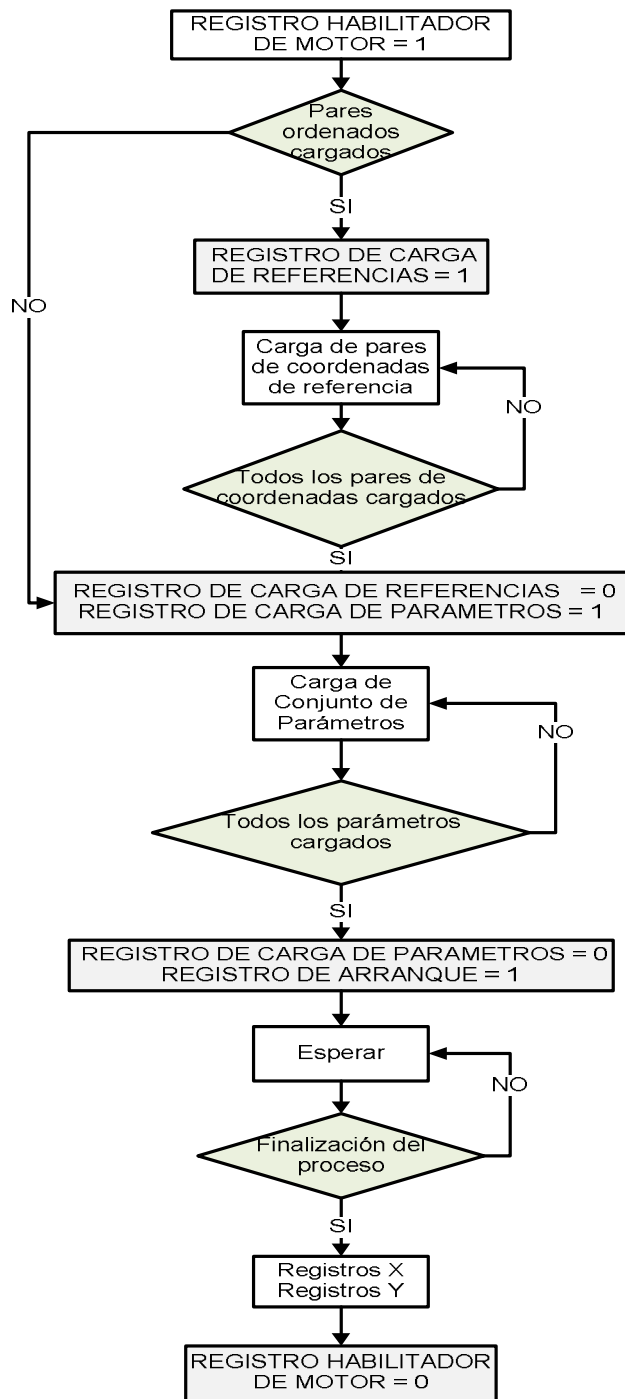 REGISTRO HABILITADOR
DE MOTOR = 1
Pares
ordenados
cargados
SI
NO
REGISTRO DE CARGA
DE REFERENCIAS = 1
Carga de pares
de coordenadas
de referencia
NO
Todos los pares de
coordenadas cargados
SI
REGISTRO DE CARGA DE REFERENCIAS = 0
REGISTRO DE CARGA DE PARAMETROS = 1
Carga de
Conjunto de
Parámetros
NO
Todos los parámetros
cargados
SI
REGISTRO DE CARGA DE PARAMETROS = 0
REGISTRO DE ARRANQUE = 1
Esperar
NO
Finalización del
proceso
SI
Registros X
Registros Y
REGISTRO HABILITADOR
DE MOTOR = 0